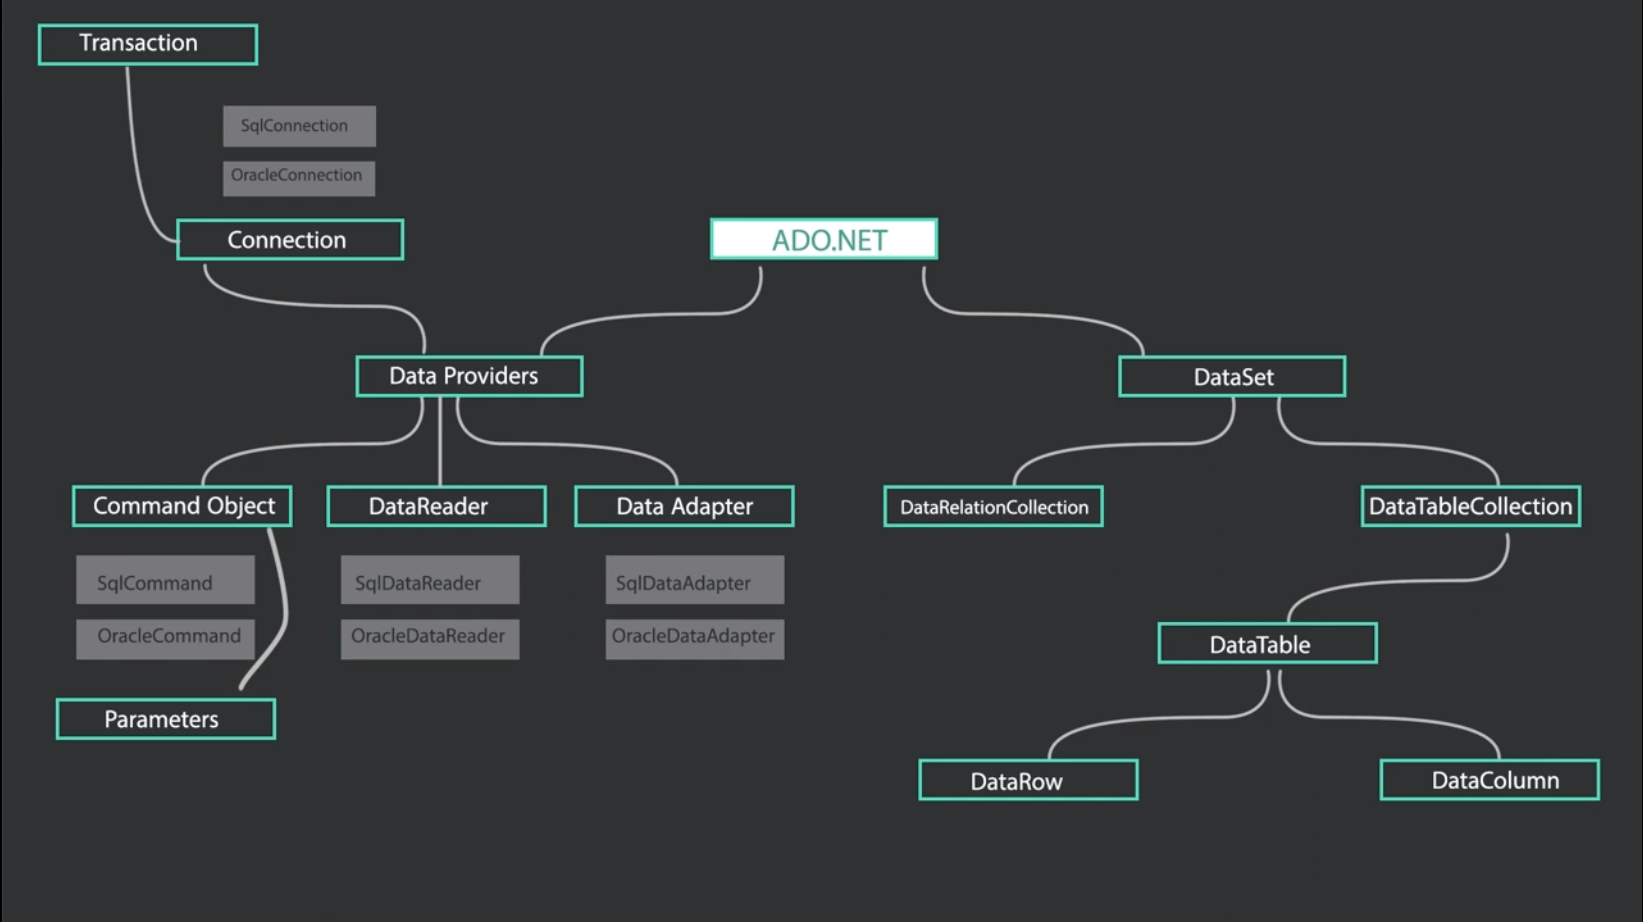 Transaction
SqlConnection
OracleConnection
Connection
ADO.NET
Data Providers
DataSet
Command Object
DataReader
Data Adapter
DataRelationCollection
DataTableCollection
SqlCommand
SqlDataReader
SqlDataAdapter
OracleCommand
OracleDataReader
OracleDataAdapter
DataTable
Parameters
DataRow
DataColumn